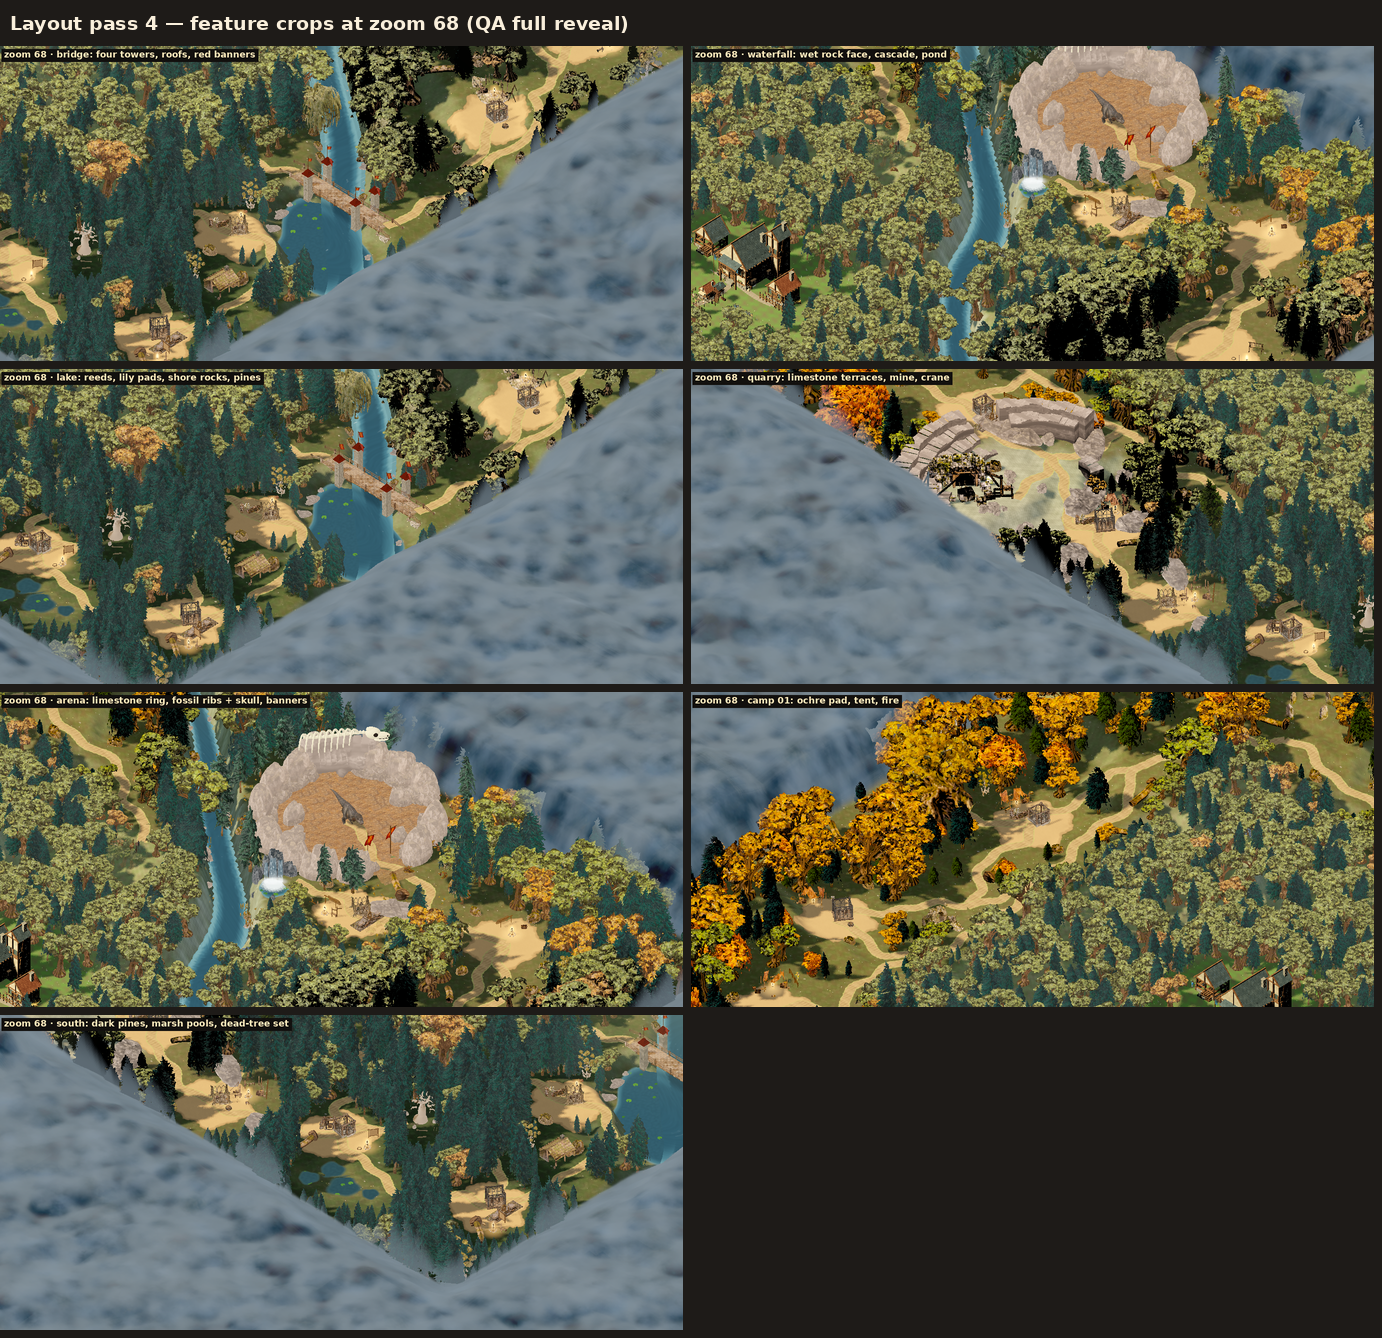 Layout pass 4 — feature crops at zoom 68 (QA full reveal)
zoom 68 · bridge: four towers, roofs, red banners
zoom 68 · waterfall: wet rock face, cascade, pond
zoom 68 · lake: reeds, lily pads, shore rocks, pines
zoom 68 · quarry: limestone terraces, mine, crane
zoom 68 · arena: limestone ring, fossil ribs + skull, banners
zoom 68 · camp 01: ochre pad, tent, fire
zoom 68 · south: dark pines, marsh pools, dead-tree set